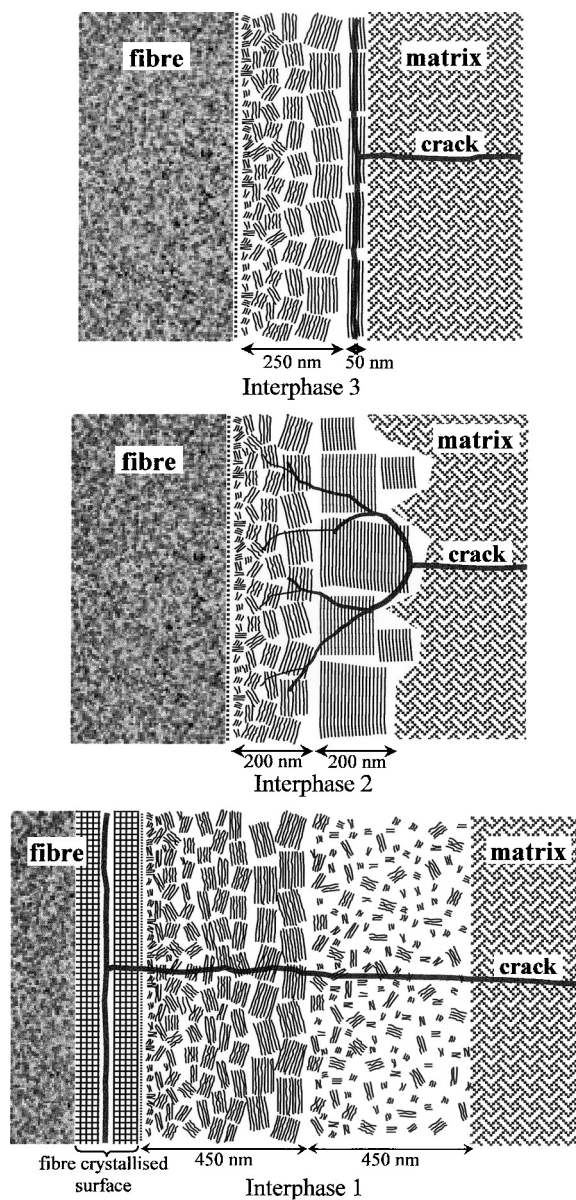 fibre
matrix
crack
250 nm
50 nm
Interphase 3
fibre
matrix
crack
200 nm
200 nm
Interphase 2
fibre
matrix
crack
fibre crystallised
surface
450 nm
450 nm
Interphase 1